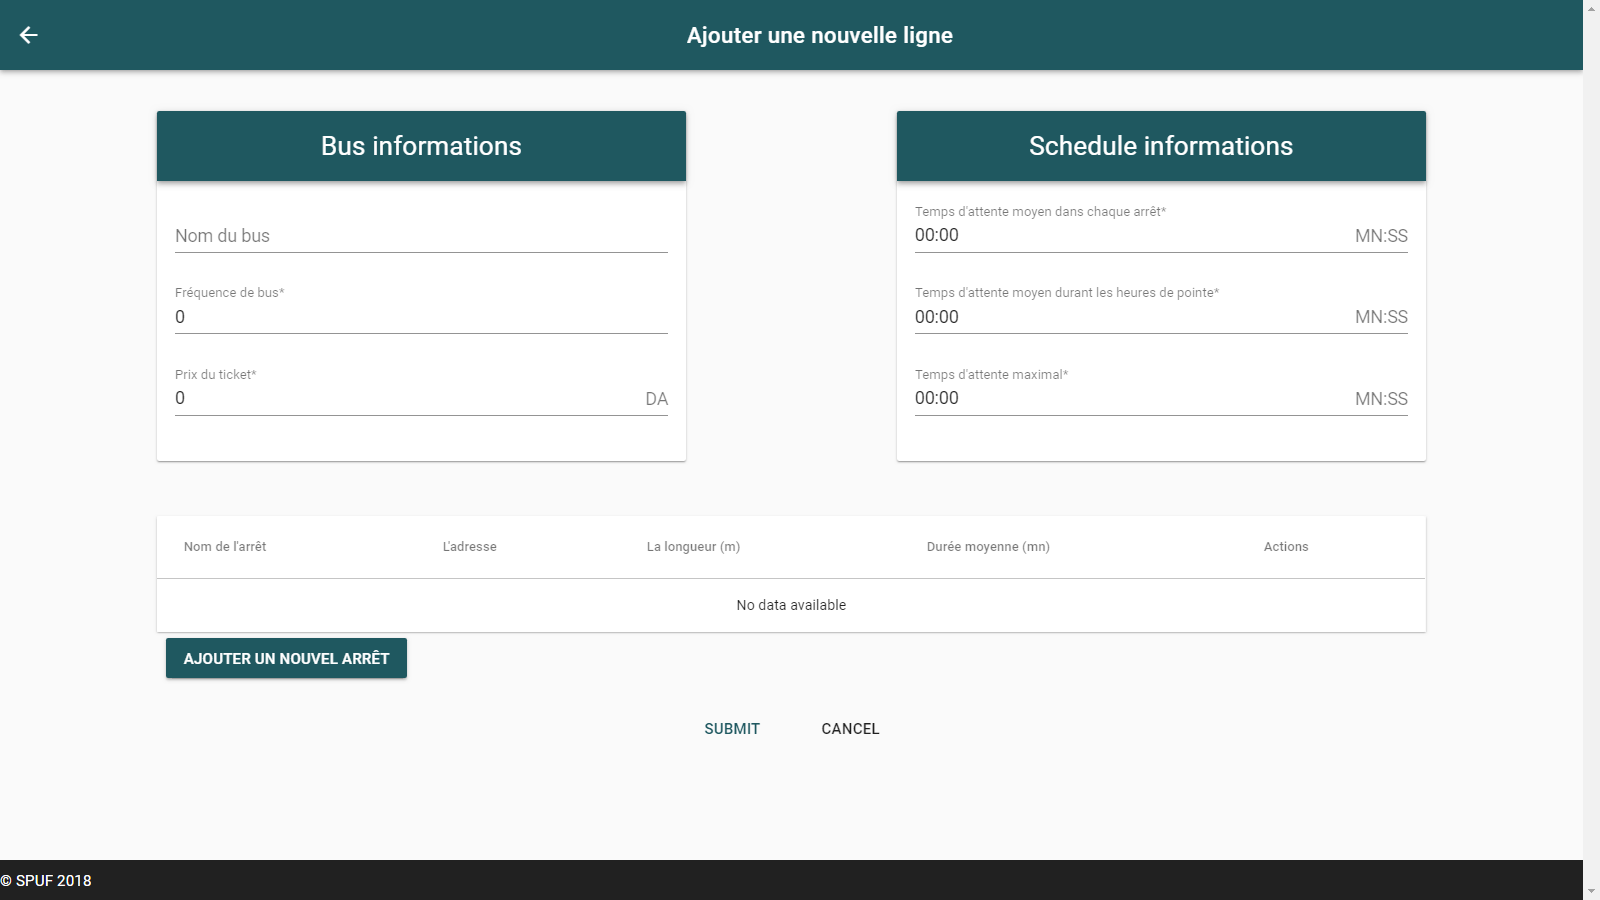 Ajouter une nouvelle ligne
Bus informations
Nom du bus
Fréquence de bus*
0
Prix du ticket*
0 DA
Schedule informations
Temps d'attente moyen dans chaque arrêt*
00:00 MN:SS
Temps d'attente moyen durant les heures de pointe*
00:00 MN:SS
Temps d'attente maximal*
00:00 MN:SS
Nom de l'arrêt L'adresse La longueur (m) Durée moyenne (mn) Actions
No data available
AJOUTER UN NOUVEL ARRÊT
SUBMIT CANCEL
© SPUF 2018